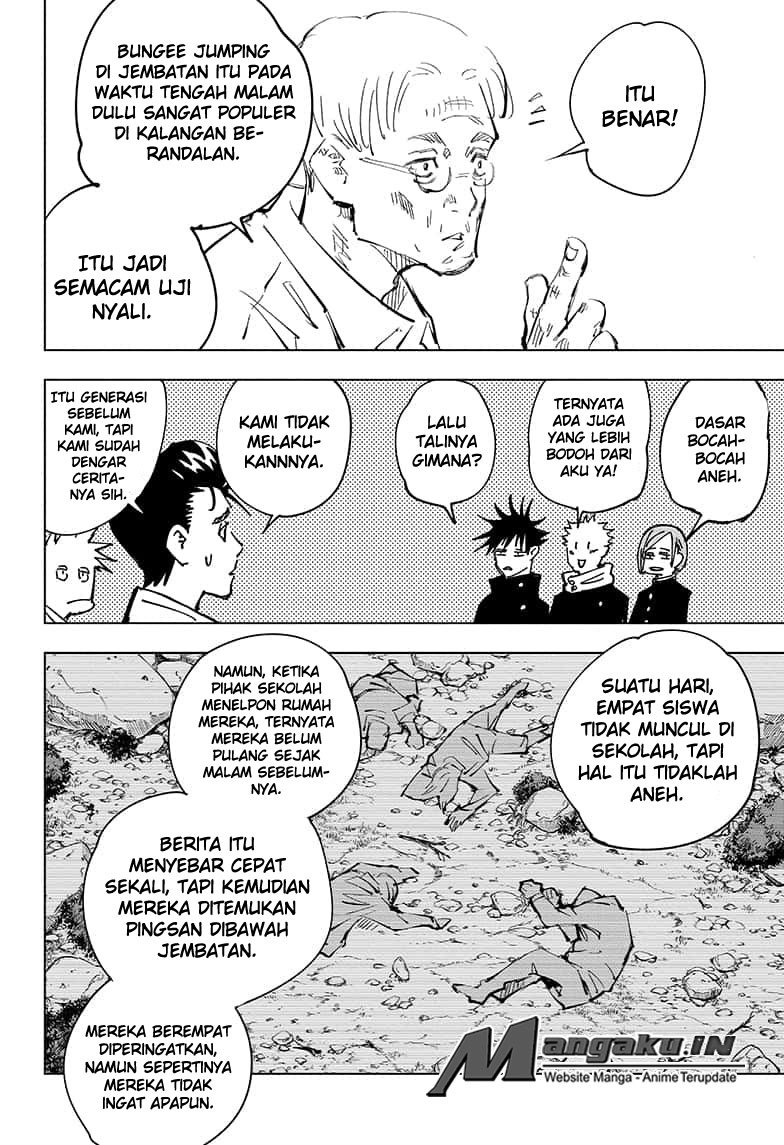 ITU
BENAR!
BUNGEE JUMPING
DI JEMBATAN ITU PADA
WAKTU TENGAH MALAM
DULU SANGAT POPULER
DI KALANGAN BE-
RANDALAN.
ITU JADI
SEMACAM UJI
NYALI.
DASAR
BOCAH-
BOCAH
ANEH.
TERNYATA
ADA JUGA
YANG LEBIH
BODOH DARI
AKU YA!
LALU
TALINYA
GIMANA?
KAMI TIDAK
MELAKU-
KANNNYA.
ITU GENERASI
SEBELUM
KAMI, TAPI
KAMI SUDAH
DENGAR
CERITA-
NYA SIH.
SUATU HARI,
EMPAT SISWA
TIDAK MUNCUL DI
SEKOLAH, TAPI
HAL ITU TIDAKLAH
ANEH.
NAMUN, KETIKA
PIHAK SEKOLAH
MENELPON RUMAH
MEREKA, TERNYATA
MEREKA BELUM
PULANG SEJAK
MALAM SEBELUM-
NYA.
BERITA ITU
MENYEBAR CEPAT
SEKALI, TAPI KEMUDIAN
MEREKA DITEMUKAN
PINGSAN DIBAWAH
JEMBATAN.
MEREKA BEREMPAT
DIPERINGATKAN,
NAMUN SEPERTINYA
MEREKA TIDAK
INGAT APAPUN.
Mangaku.IN
Website Manga - Anime Terupdate